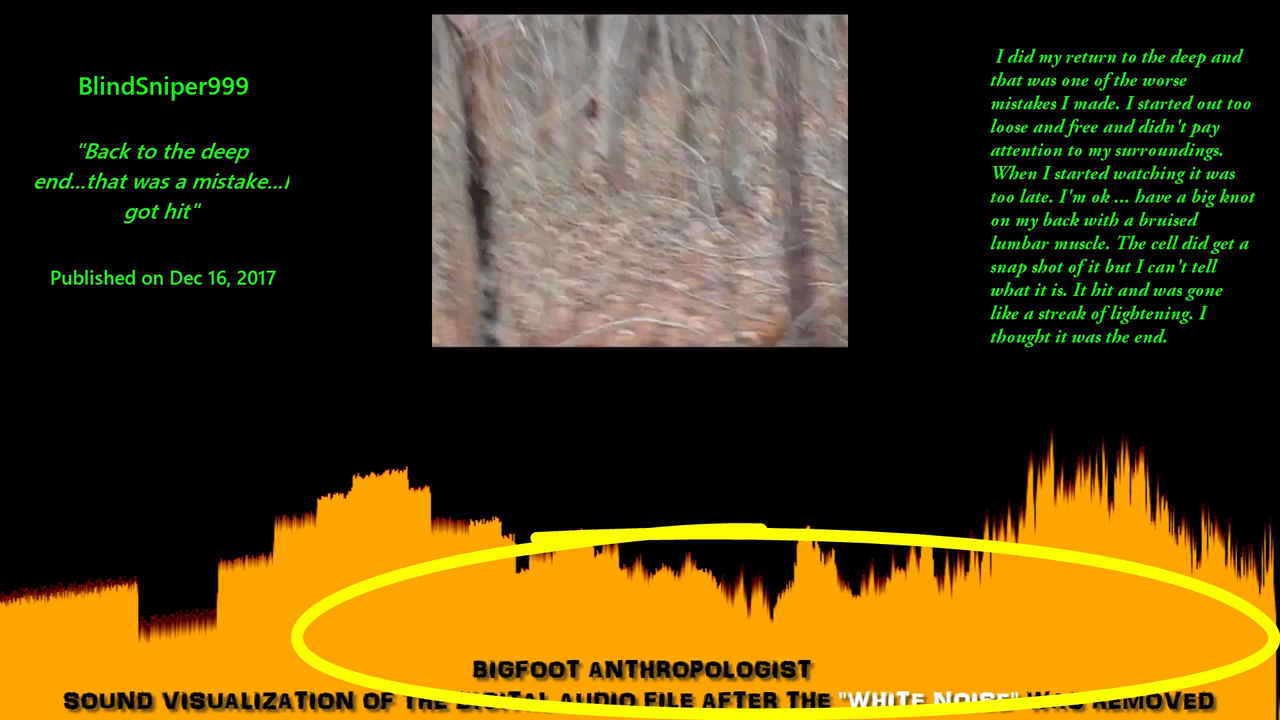 BlindSniper999
"Back to the deep
end...that was a mistake...I
got hit"
Published on Dec 16, 2017
I did my return to the deep and
that was one of the worse
mistakes I made. I started out too
loose and free and didn't pay
attention to my surroundings.
When I started watching it was
too late. I'm ok ... have a big knot
on my back with a bruised
lumbar muscle. The cell did get a
snap shot of it but I can't tell
what it is. It hit and was gone
like a streak of lightening. I
thought it was the end.
BIGFOOT ANTHROPOLOGIST
SOUND VISUALIZATION OF THE DIGITAL AUDIO FILE AFTER THE "WHITE NOISE" WAS REMOVED